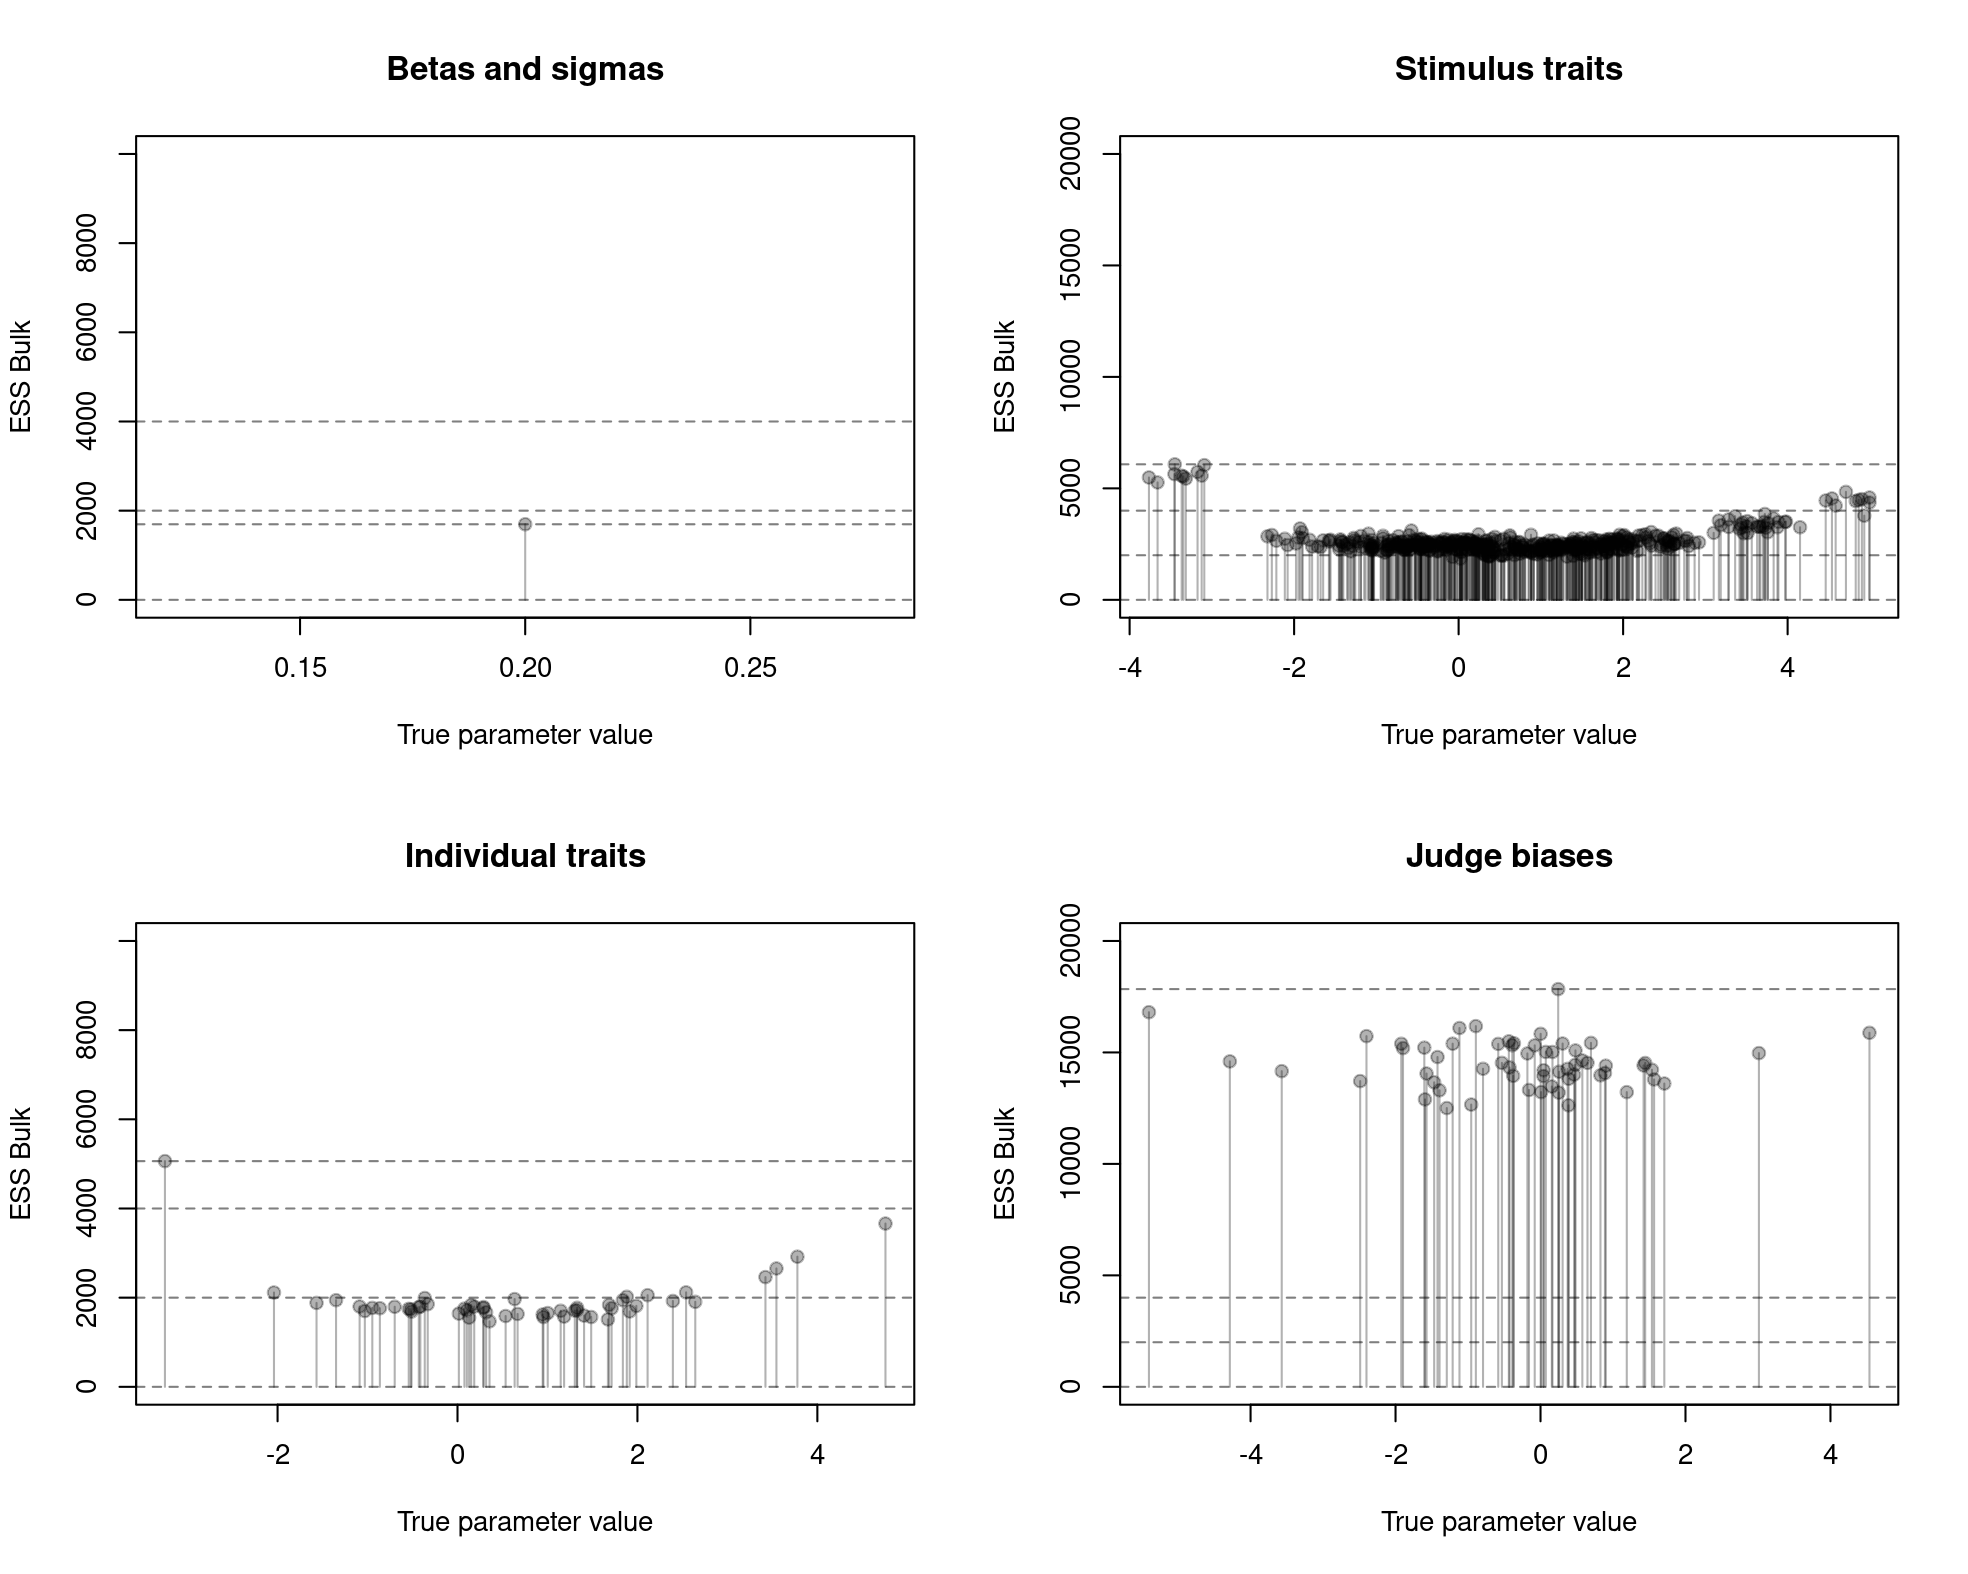 Betas and sigmas
ESS Bulk
0
2000
4000
6000
8000
0.15 0.20 0.25
True parameter value
Stimulus traits
ESS Bulk
0
5000
10000
15000
20000
-4 -2 0 2 4
True parameter value
Individual traits
ESS Bulk
0
2000
4000
6000
8000
-2 0 2 4
True parameter value
Judge biases
ESS Bulk
0
5000
10000
15000
20000
-4 -2 0 2 4
True parameter value